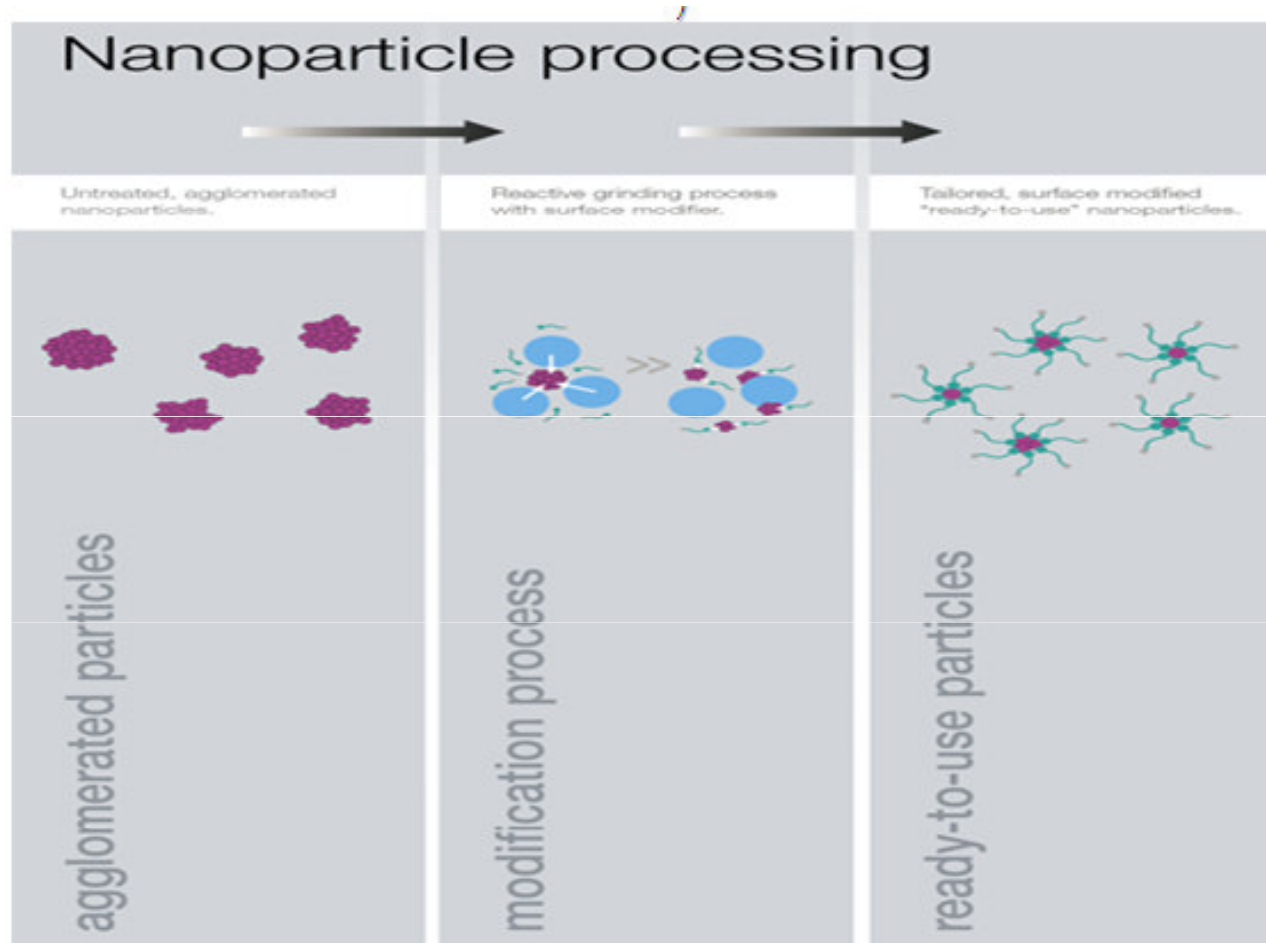 Nanoparticle processing
Untreated, agglomerated
nanoparticles.
Reactive grinding process
with surface modifier.
Tailored, surface modified
"ready-to-use" nanoparticles.
agglomerated particles
modification process
ready-to-use particles